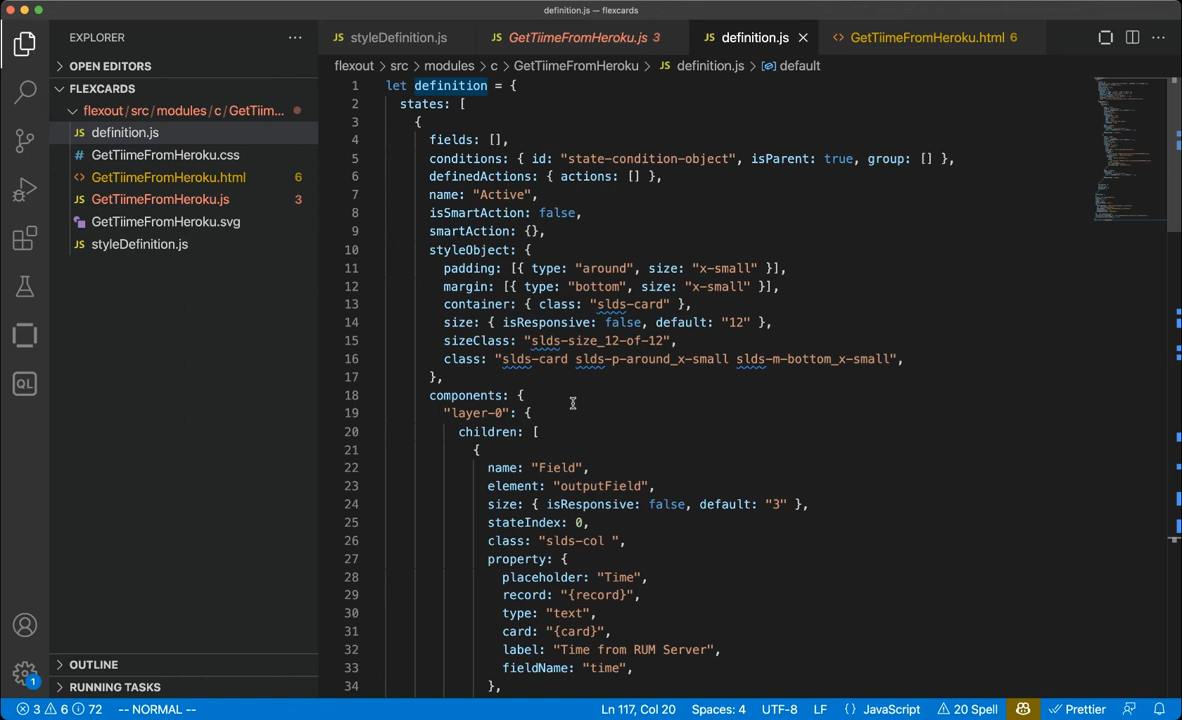 definition.js — flexcards
EXPLORER
OPEN EDITORS
FLEXCARDS
flexout/src/modules/c/GetTiim...
JS definition.js
# GetTiimeFromHeroku.css
<> GetTiimeFromHeroku.html 6
JS GetTiimeFromHeroku.js 3
GetTiimeFromHeroku.svg
JS styleDefinition.js
QL
1
OUTLINE
RUNNING TASKS
JS styleDefinition.js
JS GetTiimeFromHeroku.js 3
JS definition.js
<> GetTiimeFromHeroku.html 6
flexout > src > modules > c > GetTiimeFromHeroku > JS definition.js > default
1 let definition = {
2 states: [
3 {
4 fields: [],
5 conditions: { id: "state-condition-object", isParent: true, group: [] },
6 definedActions: { actions: [] },
7 name: "Active",
8 isSmartAction: false,
9 smartAction: {},
10 styleObject: {
11 padding: [{ type: "around", size: "x-small" }],
12 margin: [{ type: "bottom", size: "x-small" }],
13 container: { class: "slds-card" },
14 size: { isResponsive: false, default: "12" },
15 sizeClass: "slds-size_12-of-12",
16 class: "slds-card slds-p-around_x-small slds-m-bottom_x-small",
17 },
18 components: {
19 "layer-0": {
20 children: [
21 {
22 name: "Field",
23 element: "outputField",
24 size: { isResponsive: false, default: "3" },
25 stateIndex: 0,
26 class: "slds-col ",
27 property: {
28 placeholder: "Time",
29 record: "{record}",
30 type: "text",
31 card: "{card}",
32 label: "Time from RUM Server",
33 fieldName: "time",
34 },
3 6 72 -- NORMAL -- Ln 117, Col 20 Spaces: 4 UTF-8 LF {} JavaScript 20 Spell Prettier